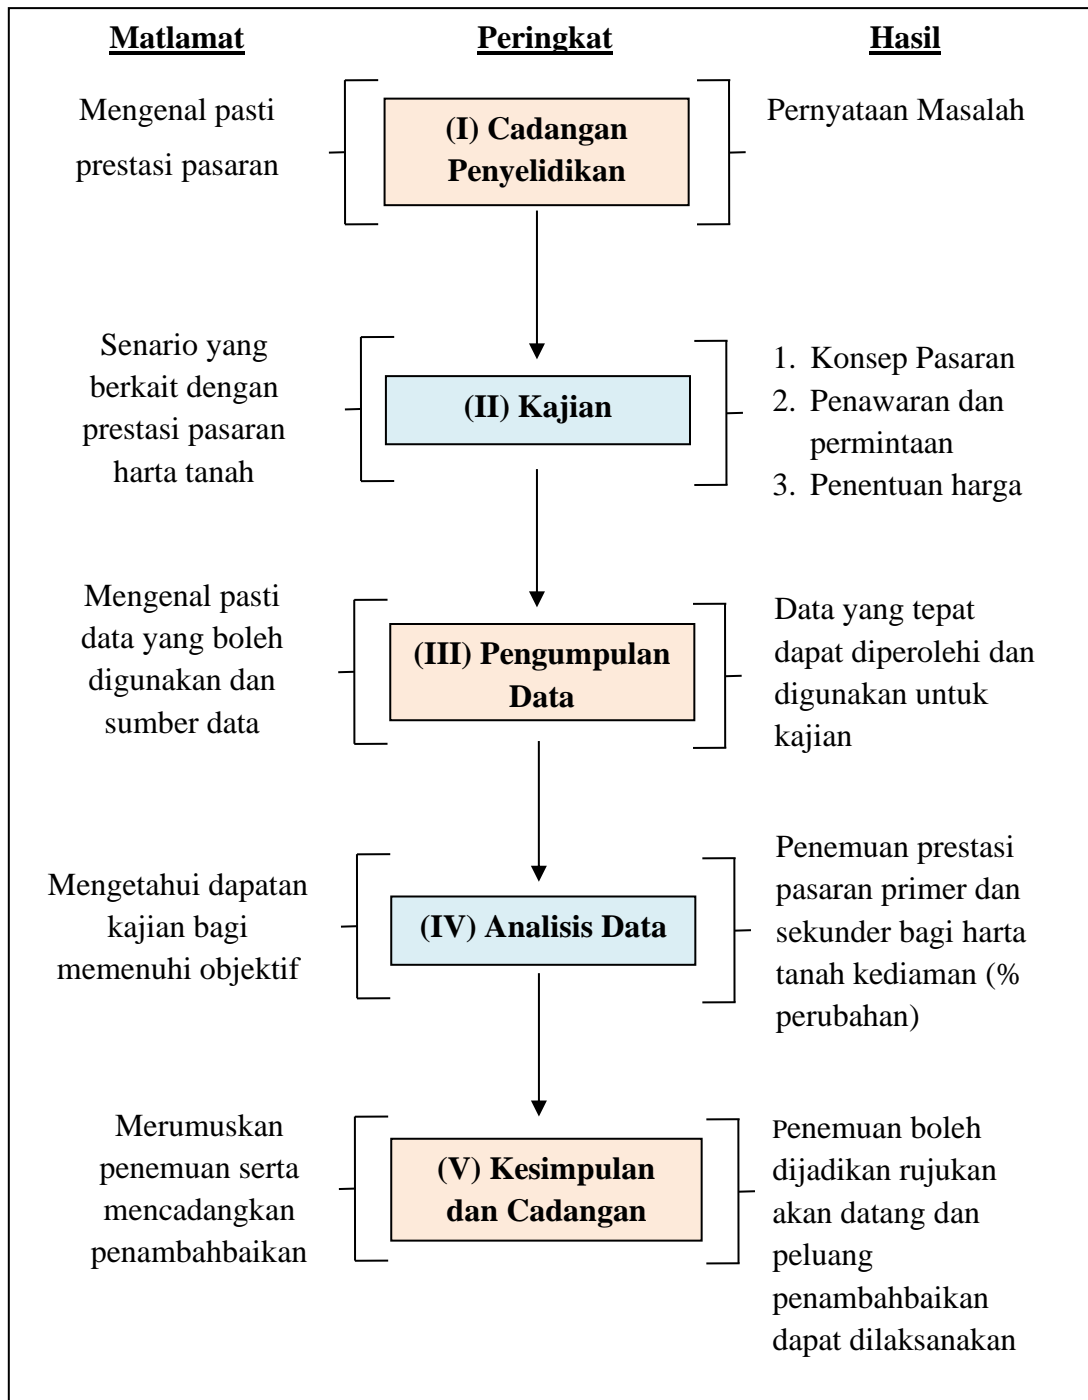 Matlamat
Peringkat
Hasil
Mengenal pasti
prestasi pasaran
(I) Cadangan
Penyelidikan
Pernyataan Masalah
Senario yang
berkait dengan
prestasi pasaran
harta tanah
(II) Kajian
1. Konsep Pasaran
2. Penawaran dan
permintaan
3. Penentuan harga
Mengenal pasti
data yang boleh
digunakan dan
sumber data
(III) Pengumpulan
Data
Data yang tepat
dapat diperolehi dan
digunakan untuk
kajian
Mengetahui dapatan
kajian bagi
memenuhi objektif
(IV) Analisis Data
Penemuan prestasi
pasaran primer dan
sekunder bagi harta
tanah kediaman (%
perubahan)
Merumuskan
penemuan serta
mencadangkan
penambahbaikan
(V) Kesimpulan
dan Cadangan
Penemuan boleh
dijadikan rujukan
akan datang dan
peluang
penambahbaikan
dapat dilaksanakan